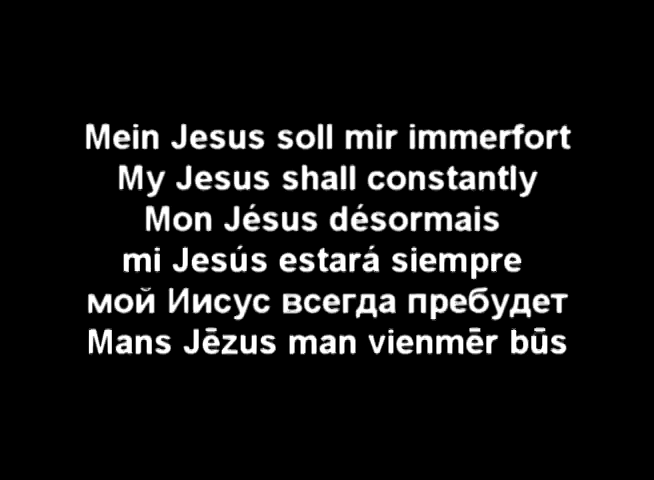 Mein Jesus soll mir immerfort
My Jesus shall constantly
Mon Jésus désormais
mi Jesús estará siempre
мой Иисус всегда пребудет
Mans Jēzus man vienmēr būs